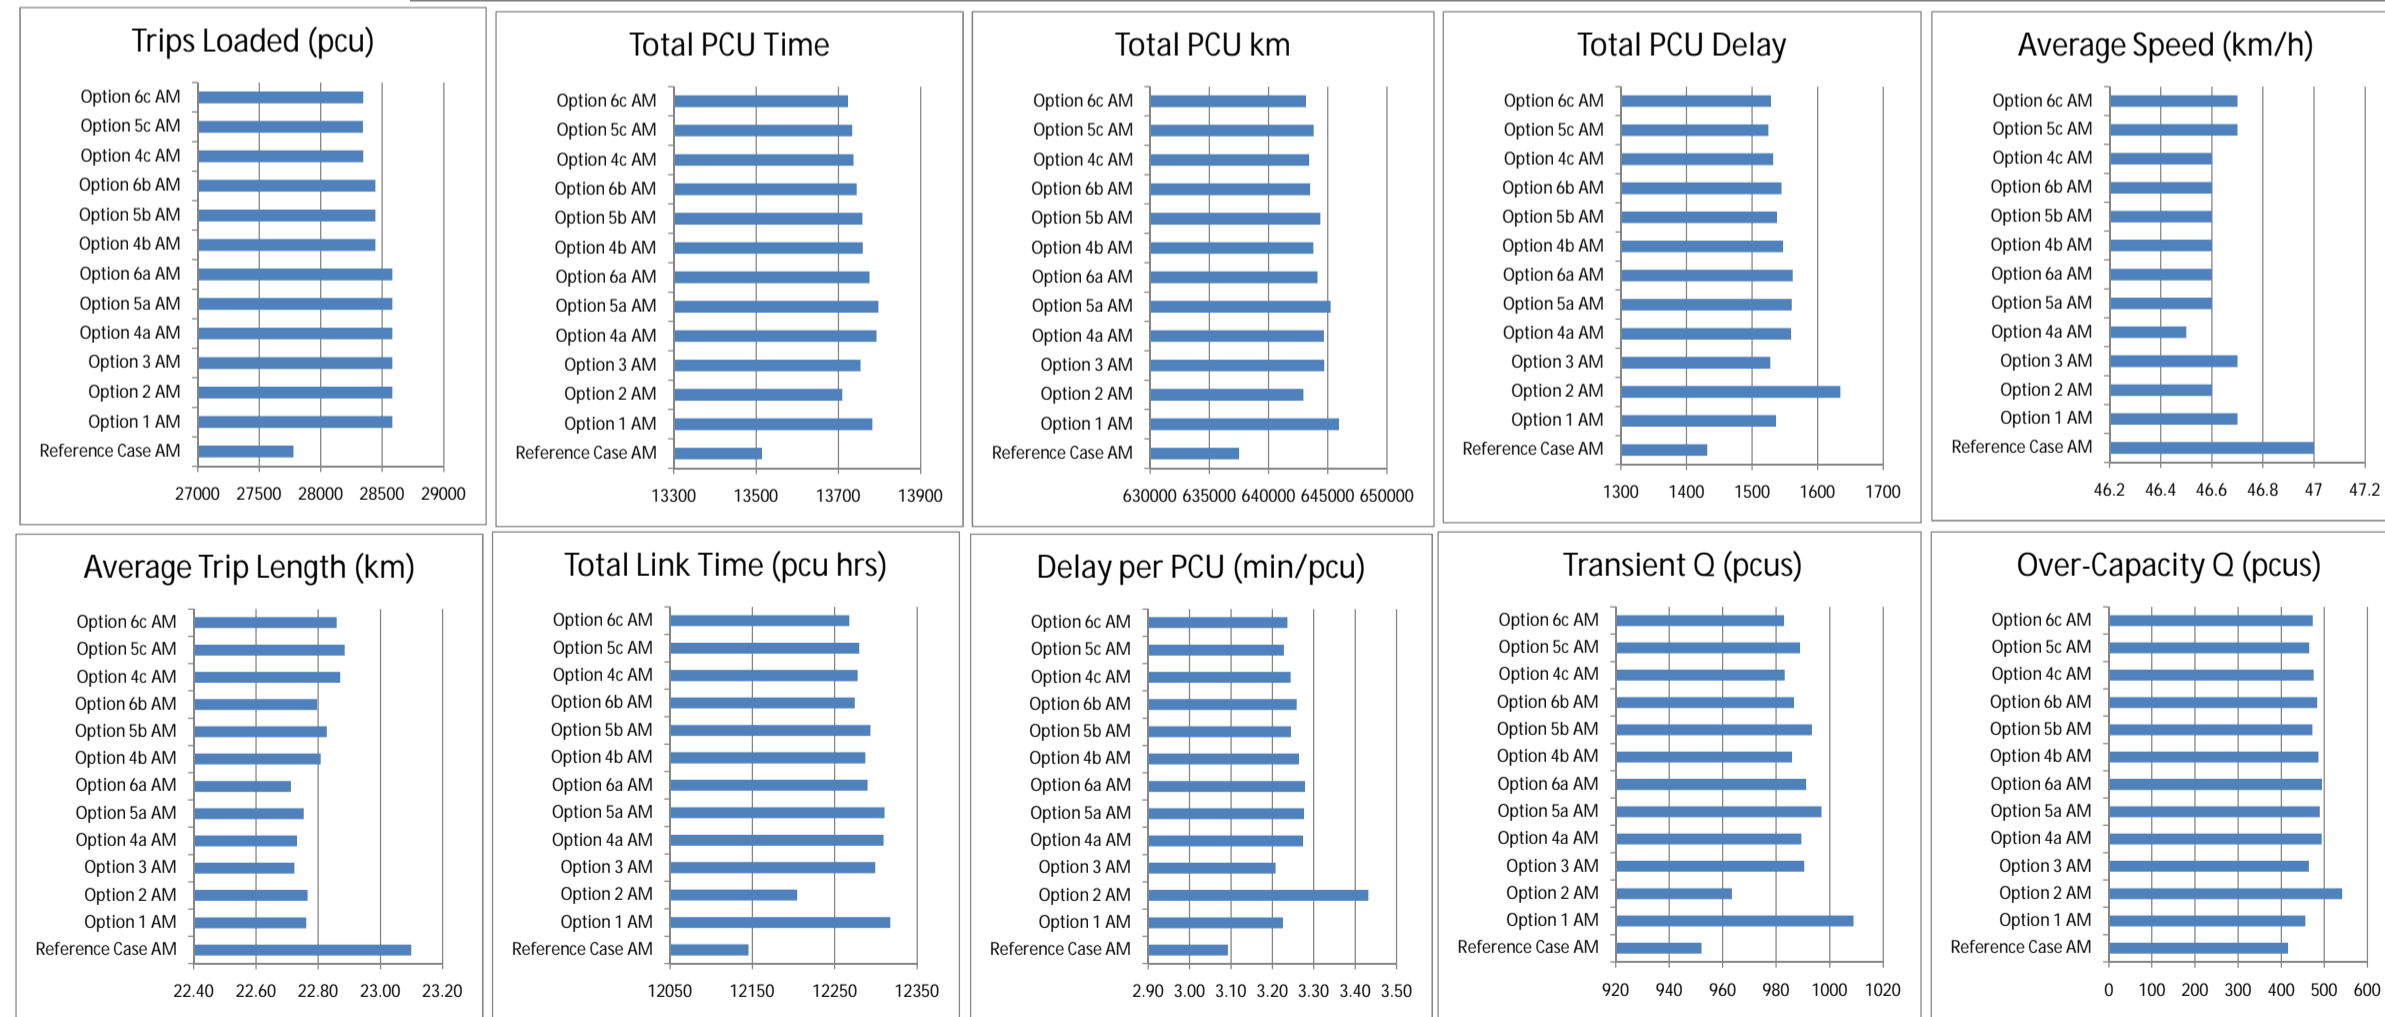 Trips Loaded (pcu)
Option 6c AM
Option 5c AM
Option 4c AM
Option 6b AM
Option 5b AM
Option 4b AM
Option 6a AM
Option 5a AM
Option 4a AM
Option 3 AM
Option 2 AM
Option 1 AM
Reference Case AM
27000 27500 28000 28500 29000
Total PCU Time
Option 6c AM
Option 5c AM
Option 4c AM
Option 6b AM
Option 5b AM
Option 4b AM
Option 6a AM
Option 5a AM
Option 4a AM
Option 3 AM
Option 2 AM
Option 1 AM
Reference Case AM
13300 13500 13700 13900
Total PCU km
Option 6c AM
Option 5c AM
Option 4c AM
Option 6b AM
Option 5b AM
Option 4b AM
Option 6a AM
Option 5a AM
Option 4a AM
Option 3 AM
Option 2 AM
Option 1 AM
Reference Case AM
630000 635000 640000 645000 650000
Total PCU Delay
Option 6c AM
Option 5c AM
Option 4c AM
Option 6b AM
Option 5b AM
Option 4b AM
Option 6a AM
Option 5a AM
Option 4a AM
Option 3 AM
Option 2 AM
Option 1 AM
Reference Case AM
1300 1400 1500 1600 1700
Average Speed (km/h)
Option 6c AM
Option 5c AM
Option 4c AM
Option 6b AM
Option 5b AM
Option 4b AM
Option 6a AM
Option 5a AM
Option 4a AM
Option 3 AM
Option 2 AM
Option 1 AM
Reference Case AM
46.2 46.4 46.6 46.8 47 47.2
Average Trip Length (km)
Option 6c AM
Option 5c AM
Option 4c AM
Option 6b AM
Option 5b AM
Option 4b AM
Option 6a AM
Option 5a AM
Option 4a AM
Option 3 AM
Option 2 AM
Option 1 AM
Reference Case AM
22.40 22.60 22.80 23.00 23.20
Total Link Time (pcu hrs)
Option 6c AM
Option 5c AM
Option 4c AM
Option 6b AM
Option 5b AM
Option 4b AM
Option 6a AM
Option 5a AM
Option 4a AM
Option 3 AM
Option 2 AM
Option 1 AM
Reference Case AM
12050 12150 12250 12350
Delay per PCU (min/pcu)
Option 6c AM
Option 5c AM
Option 4c AM
Option 6b AM
Option 5b AM
Option 4b AM
Option 6a AM
Option 5a AM
Option 4a AM
Option 3 AM
Option 2 AM
Option 1 AM
Reference Case AM
2.90 3.00 3.10 3.20 3.30 3.40 3.50
Transient Q (pcus)
Option 6c AM
Option 5c AM
Option 4c AM
Option 6b AM
Option 5b AM
Option 4b AM
Option 6a AM
Option 5a AM
Option 4a AM
Option 3 AM
Option 2 AM
Option 1 AM
Reference Case AM
920 940 960 980 1000 1020
Over-Capacity Q (pcus)
Option 6c AM
Option 5c AM
Option 4c AM
Option 6b AM
Option 5b AM
Option 4b AM
Option 6a AM
Option 5a AM
Option 4a AM
Option 3 AM
Option 2 AM
Option 1 AM
Reference Case AM
0 100 200 300 400 500 600